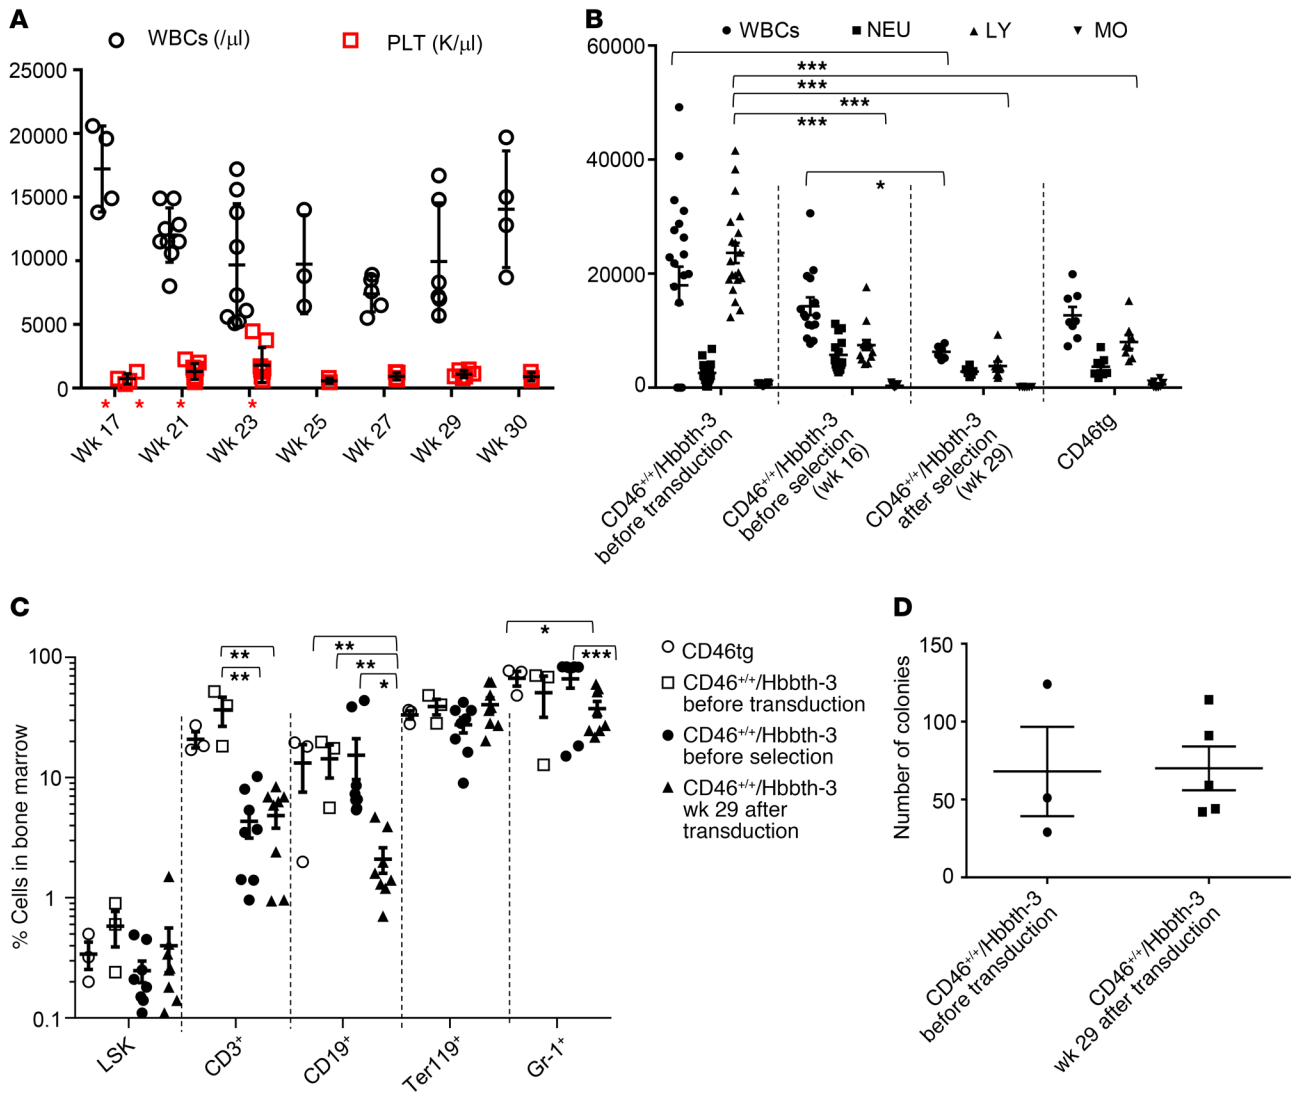 A
WBCs (/µl)
PLT (K/µl)
25000
20000
15000
10000
5000
0
* * * *
Wk 17
Wk 21
Wk 23
Wk 25
Wk 27
Wk 29
Wk 30
B
WBCs
NEU
LY
MO
60000
40000
20000
0
***
***
***
***
*
CD46+/+/Hbbth-3
before transduction
CD46+/+/Hbbth-3
before selection
(wk 16)
CD46+/+/Hbbth-3
after selection
(wk 29)
CD46tg
C
% Cells in bone marrow
100
10
1
0.1
**
**
**
**
*
*
***
LSK
CD3+
CD19+
Ter119+
Gr-1+
CD46tg
CD46+/+/Hbbth-3
before transduction
CD46+/+/Hbbth-3
before selection
CD46+/+/Hbbth-3
wk 29 after
transduction
D
Number of colonies
150
100
50
0
CD46+/+/Hbbth-3
before transduction
CD46+/+/Hbbth-3
wk 29 after transduction